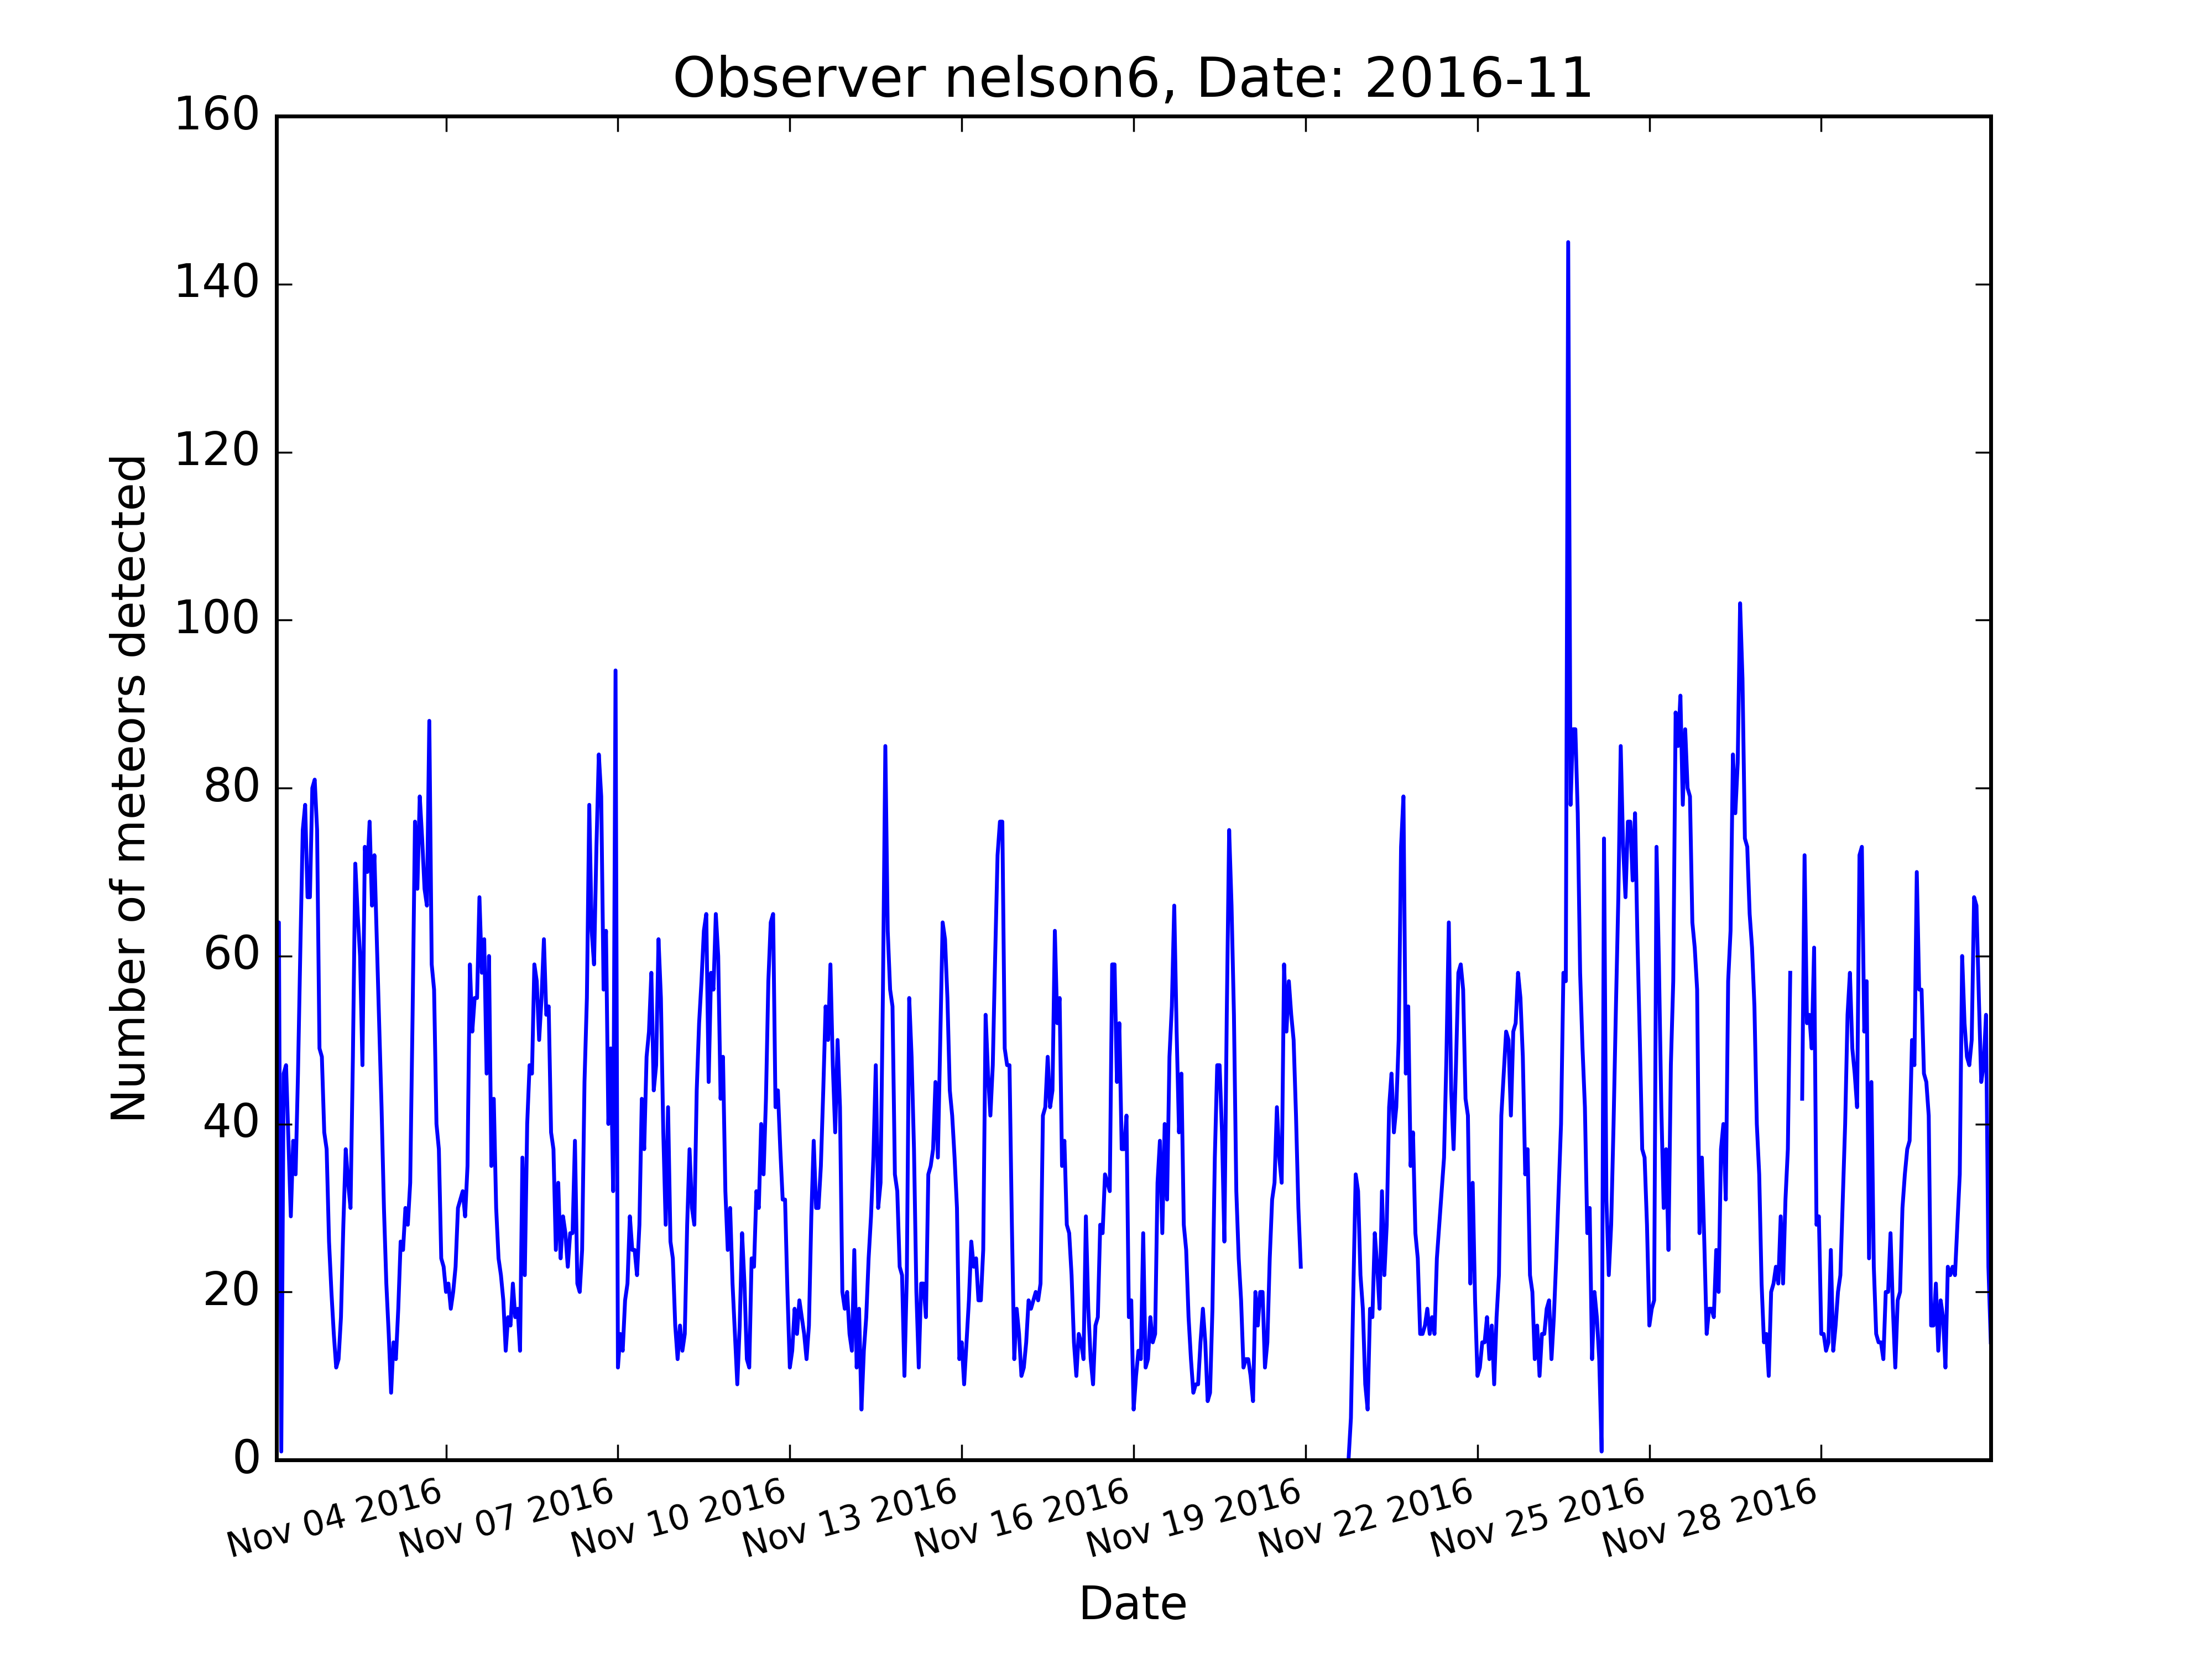 Observer nelson6, Date: 2016-11
160
140
120
100
80
60
40
20
0
Number of meteors detected
Nov 04 2016
Nov 07 2016
Nov 10 2016
Nov 13 2016
Nov 16 2016
Nov 19 2016
Nov 22 2016
Nov 25 2016
Nov 28 2016
Date